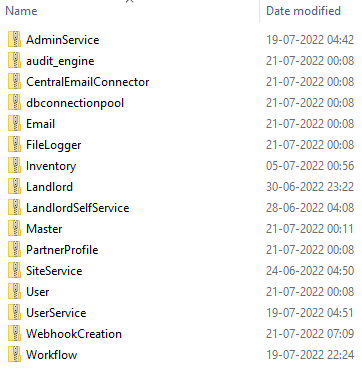 Name Date modified
AdminService 19-07-2022 04:42
audit_engine 21-07-2022 00:08
CentralEmailConnector 21-07-2022 00:08
dbconnectionpool 21-07-2022 00:08
Email 21-07-2022 00:08
FileLogger 21-07-2022 00:08
Inventory 05-07-2022 00:56
Landlord 30-06-2022 23:22
LandlordSelfService 28-06-2022 04:08
Master 21-07-2022 00:11
PartnerProfile 21-07-2022 00:08
SiteService 24-06-2022 04:50
User 21-07-2022 00:08
UserService 19-07-2022 04:51
WebhookCreation 21-07-2022 07:09
Workflow 19-07-2022 22:24